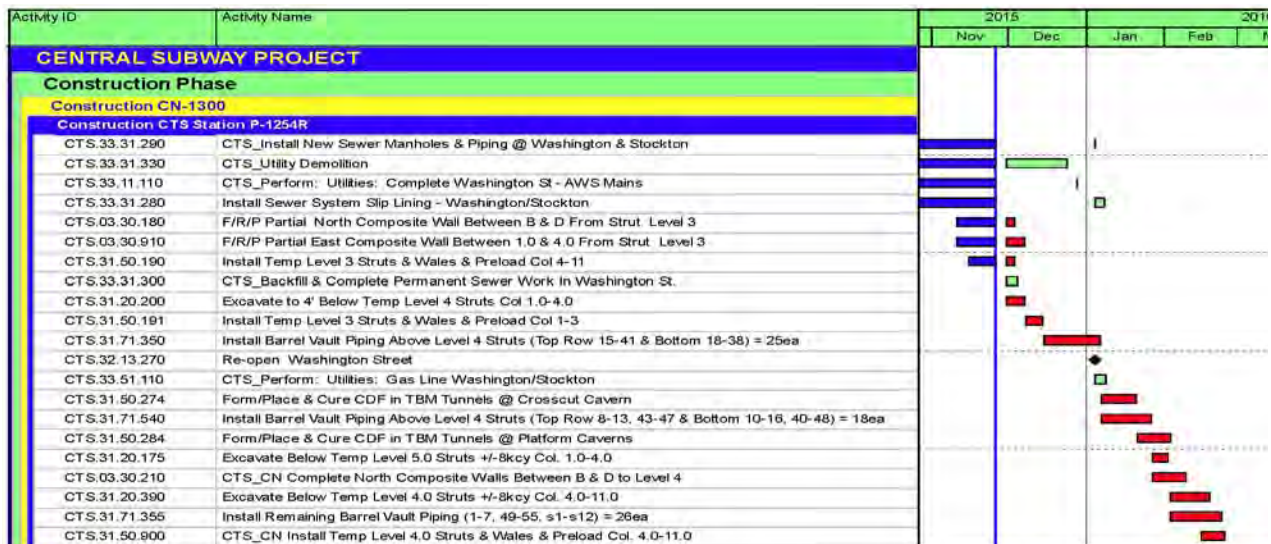 Activity ID Activity Name 2015 2016
Nov Dec Jan Feb M
CENTRAL SUBWAY PROJECT
Construction Phase
Construction CN-1300
Construction CTS Station P-1254R
CTS.33.31.290 CTS_Install New Sewer Manholes & Piping @ Washington & Stockton
CTS.33.31.330 CTS_Utility Demolition
CTS.33.11.110 CTS_Perform: Utilities: Complete Washington St - AWS Mains
CTS.33.31.280 Install Sewer System Slip Lining - Washington/Stockton
CTS.03.30.180 F/R/P Partial North Composite Wall Between B & D From Strut Level 3
CTS.03.30.910 F/R/P Partial East Composite Wall Between 1.0 & 4.0 From Strut Level 3
CTS.31.50.190 Install Temp Level 3 Struts & Wales & Preload Col 4-11
CTS.33.31.300 CTS_Backfill & Complete Permanent Sewer Work In Washington St.
CTS.31.20.200 Excavate to 4' Below Temp Level 4 Struts Col 1.0-4.0
CTS.31.50.191 Install Temp Level 3 Struts & Wales & Preload Col 1-3
CTS.31.71.350 Install Barrel Vault Piping Above Level 4 Struts (Top Row 15-41 & Bottom 18-38) = 25ea
CTS.32.13.270 Re-open Washington Street
CTS.33.51.110 CTS_Perform: Utilities: Gas Line Washington/Stockton
CTS.31.50.274 Form/Place & Cure CDF in TBM Tunnels @ Crosscut Cavern
CTS.31.71.540 Install Barrel Vault Piping Above Level 4 Struts (Top Row 8-13, 43-47 & Bottom 10-16, 40-48) = 18ea
CTS.31.50.284 Form/Place & Cure CDF in TBM Tunnels @ Platform Caverns
CTS.31.20.175 Excavate Below Temp Level 5.0 Struts +/-8kcy Col. 1.0-4.0
CTS.03.30.210 CTS_CN Complete North Composite Walls Between B & D to Level 4
CTS.31.20.390 Excavate Below Temp Level 4.0 Struts +/-8kcy Col. 4.0-11.0
CTS.31.71.355 Install Remaining Barrel Vault Piping (1-7, 49-55, s1-s12) = 26ea
CTS.31.50.900 CTS_CN Install Temp Level 4.0 Struts & Wales & Preload Col. 4.0-11.0